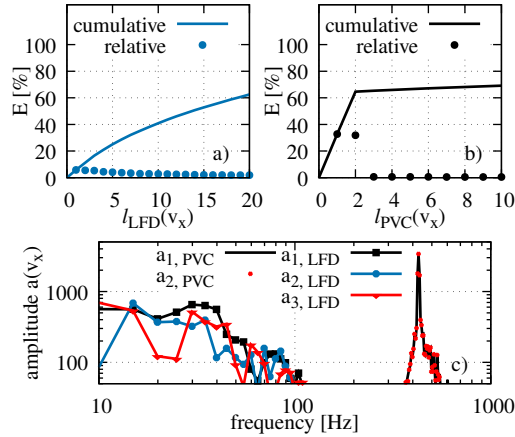 cumulative
relative
E [%]
100
80
60
40
20
0
0 5 10 15 20
a)
l_LFD(v_x)
cumulative
relative
E [%]
100
80
60
40
20
0
0 2 4 6 8 10
b)
l_PVC(v_x)
a_1, PVC
a_2, PVC
a_1, LFD
a_2, LFD
a_3, LFD
amplitude a(v_x)
1000
100
c)
10 100 1000
frequency [Hz]